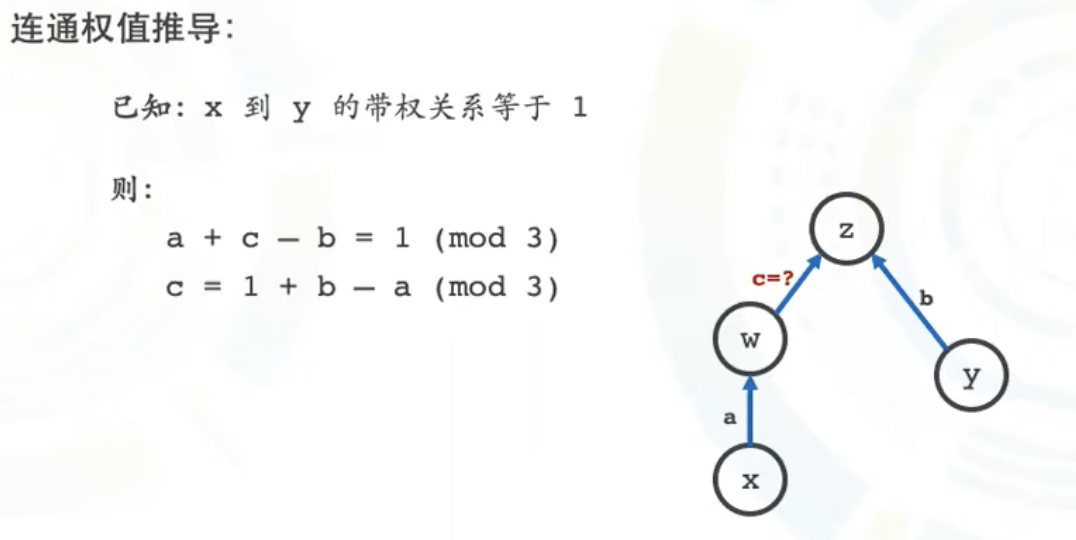 连通权值推导:
已知: x 到 y 的带权关系等于 1
则:
a + c – b = 1 (mod 3)
c = 1 + b – a (mod 3)
z
c=?
b
w
y
a
x